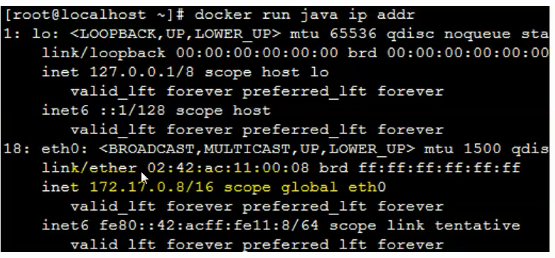 [root@localhost ~]# docker run java ip addr
1: lo: <LOOPBACK,UP,LOWER_UP> mtu 65536 qdisc noqueue sta
link/loopback 00:00:00:00:00:00 brd 00:00:00:00:00:00
inet 127.0.0.1/8 scope host lo
valid_lft forever preferred_lft forever
inet6 ::1/128 scope host
valid_lft forever preferred_lft forever
18: eth0: <BROADCAST,MULTICAST,UP,LOWER_UP> mtu 1500 qdis
link/ether 02:42:ac:11:00:08 brd ff:ff:ff:ff:ff:ff
inet 172.17.0.8/16 scope global eth0
valid_lft forever preferred_lft forever
inet6 fe80::42:acff:fe11:8/64 scope link tentative
valid lft forever preferred lft forever